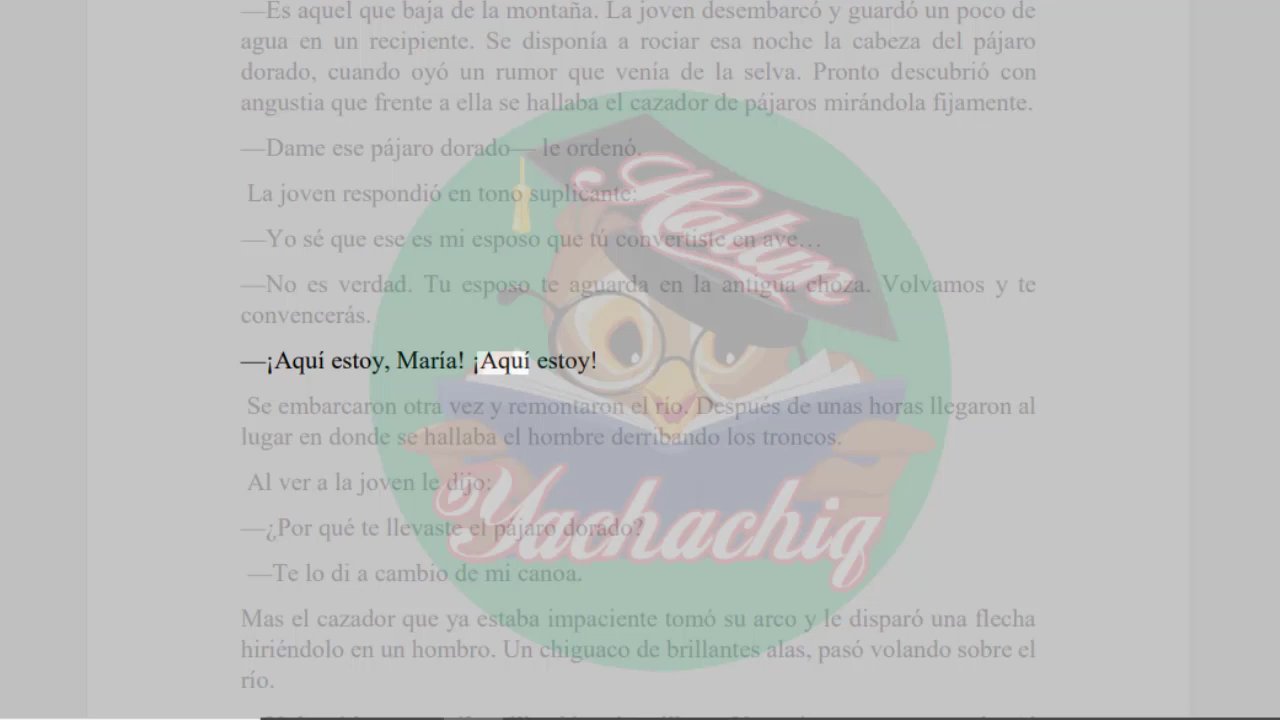 —Es aquel que baja de la montaña. La joven desembarcó y guardó un poco de
agua en un recipiente. Se disponía a rociar esa noche la cabeza del pájaro
dorado, cuando oyó un rumor que venía de la selva. Pronto descubrió con
angustia que frente a ella se hallaba el cazador de pájaros mirándola fijamente.
—Dame ese pájaro dorado— le ordenó.
La joven respondió en tono suplicante:
—Yo sé que ese es mi esposo que tú convertiste en ave…
—No es verdad. Tu esposo te aguarda en la antigua choza. Volvamos y te
convencerás.
—¡Aquí estoy, María! ¡Aquí estoy!
Se embarcaron otra vez y remontaron el río. Después de unas horas llegaron al
lugar en donde se hallaba el hombre derribando los troncos.
Al ver a la joven le dijo:
—¿Por qué te llevaste el pájaro dorado?
—Te lo di a cambio de mi canoa.
Mas el cazador que ya estaba impaciente tomó su arco y le disparó una flecha
hiriéndolo en un hombro. Un chiguaco de brillantes alas, pasó volando sobre el
río.
Hatun
Yachachiq